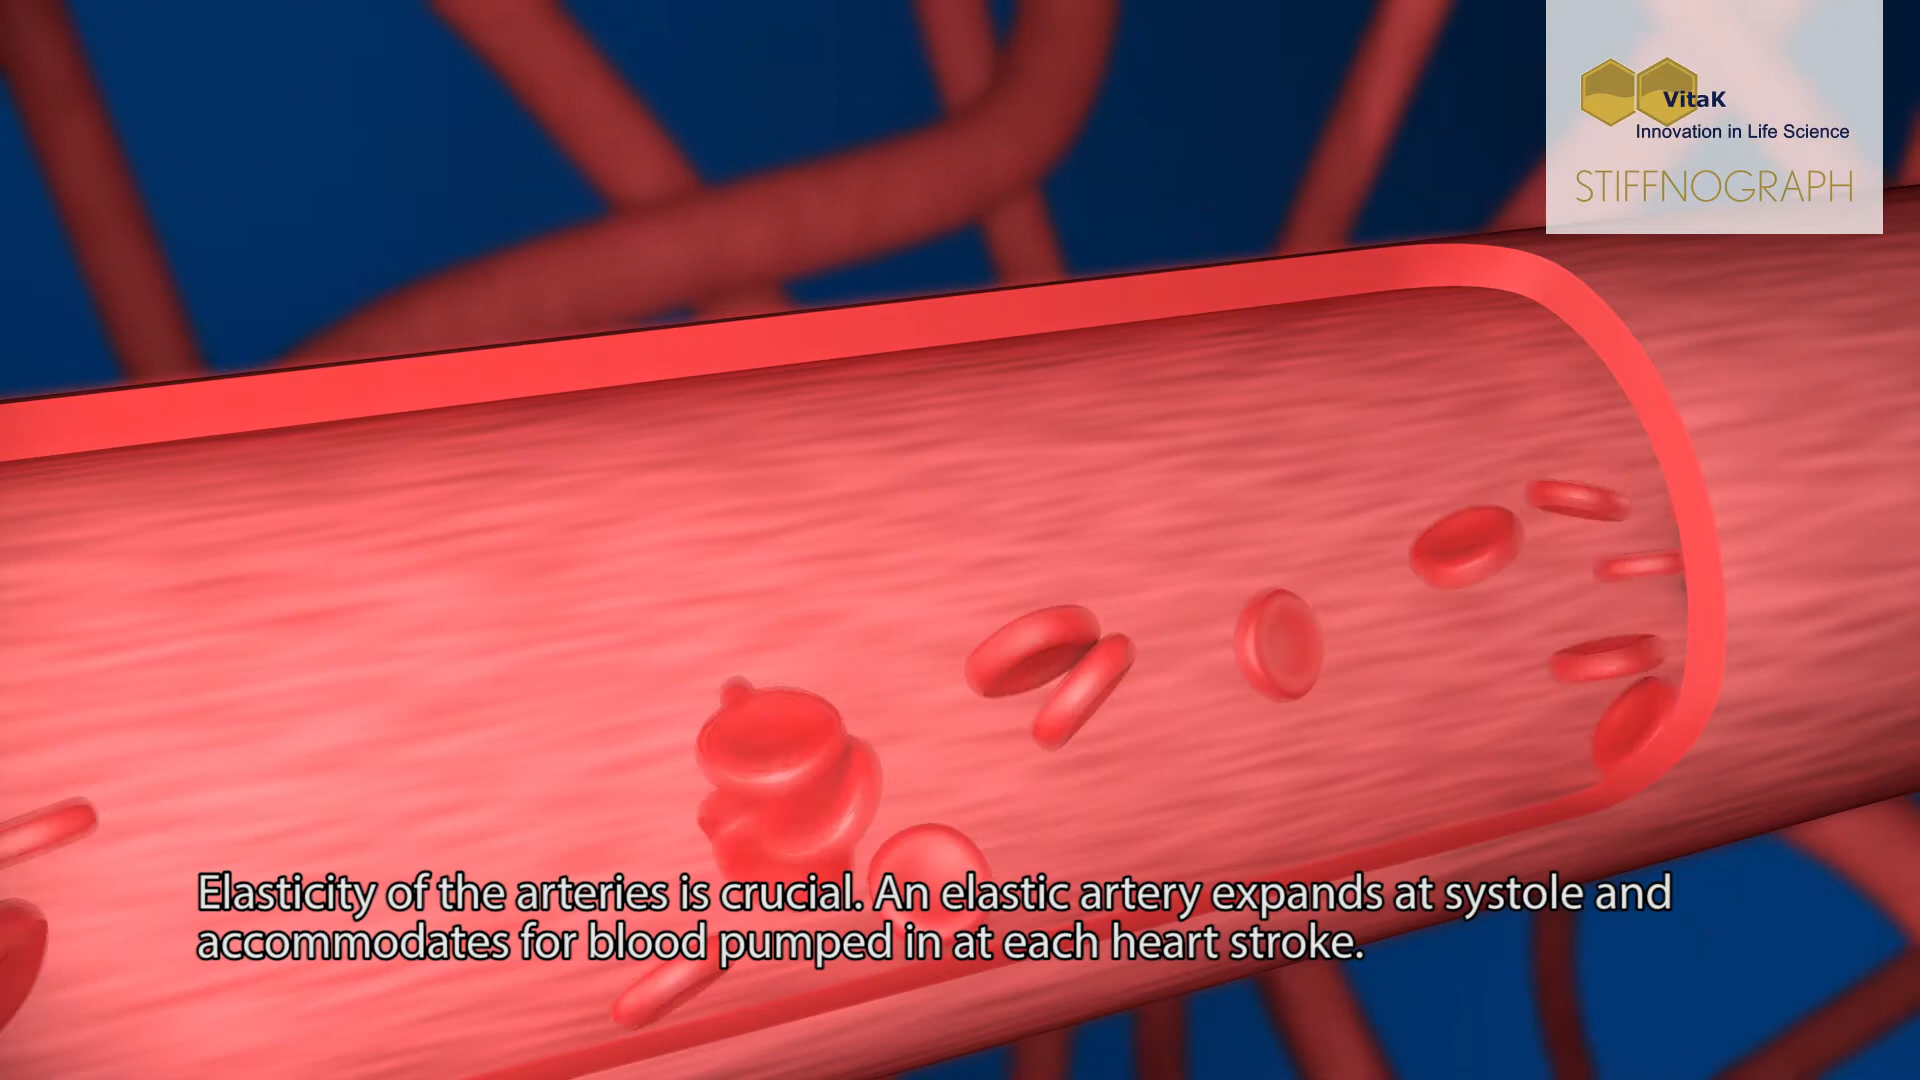 VitaK
Innovation in Life Science
STIFFNOGRAPH
Elasticity of the arteries is crucial. An elastic artery expands at systole and
accommodates for blood pumped in at each heart stroke.